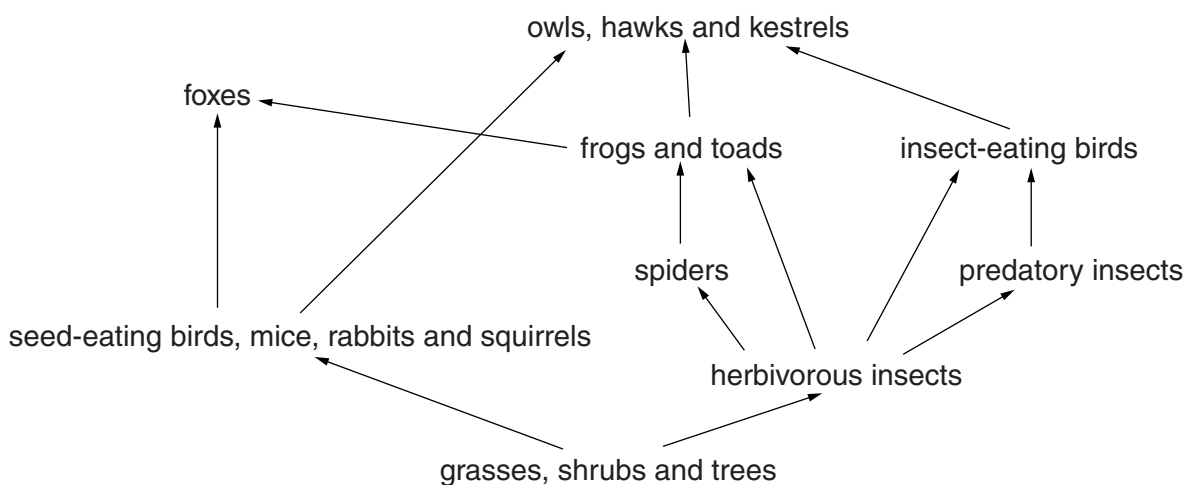 owls, hawks and kestrels
foxes
frogs and toads
insect-eating birds
spiders
predatory insects
seed-eating birds, mice, rabbits and squirrels
herbivorous insects
grasses, shrubs and trees